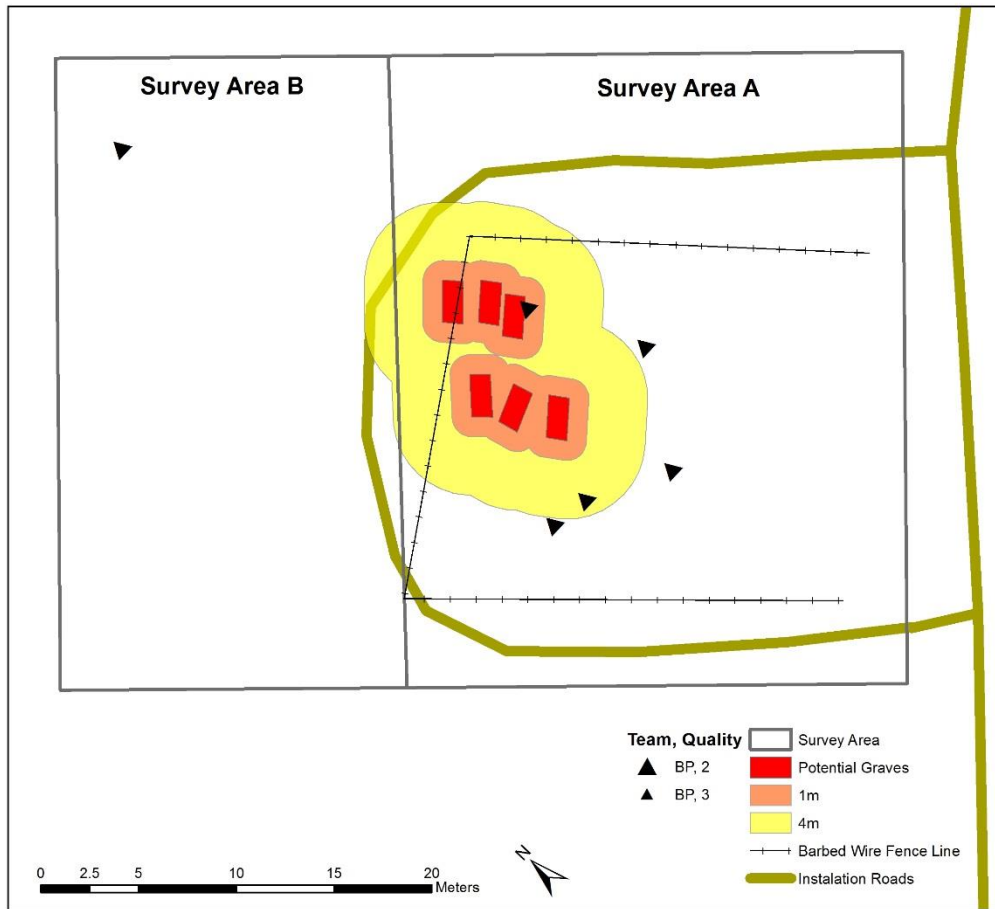 Survey Area B
Survey Area A
Team, Quality
BP, 2
BP, 3
Survey Area
Potential Graves
1m
4m
Barbed Wire Fence Line
Instalation Roads
N
0 2.5 5 10 15 20
Meters